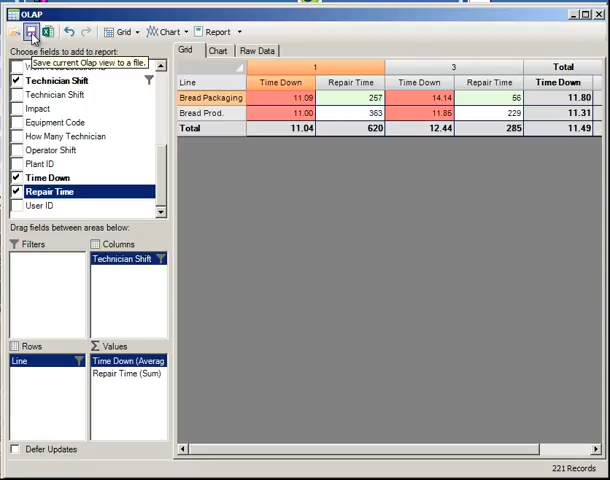 OLAP
Grid Chart Report
Choose fields to add to report:
Save current Olap view to a file.
Technician Shift
Technician Shift
Impact
Equipment Code
How Many Technician
Operator Shift
Plant ID
Time Down
Repair Time
User ID
Drag fields between areas below:
Filters
Columns
Technician Shift
Rows
Line
Σ Values
Time Down (Averag
Repair Time (Sum)
Defer Updates
Grid Chart Raw Data
1 3 Total
Line Time Down Repair Time Time Down Repair Time Time Down
Bread Packaging 11.09 257 14.14 56 11.80
Bread Prod. 11.00 363 11.85 229 11.31
Total 11.04 620 12.44 285 11.49
221 Records